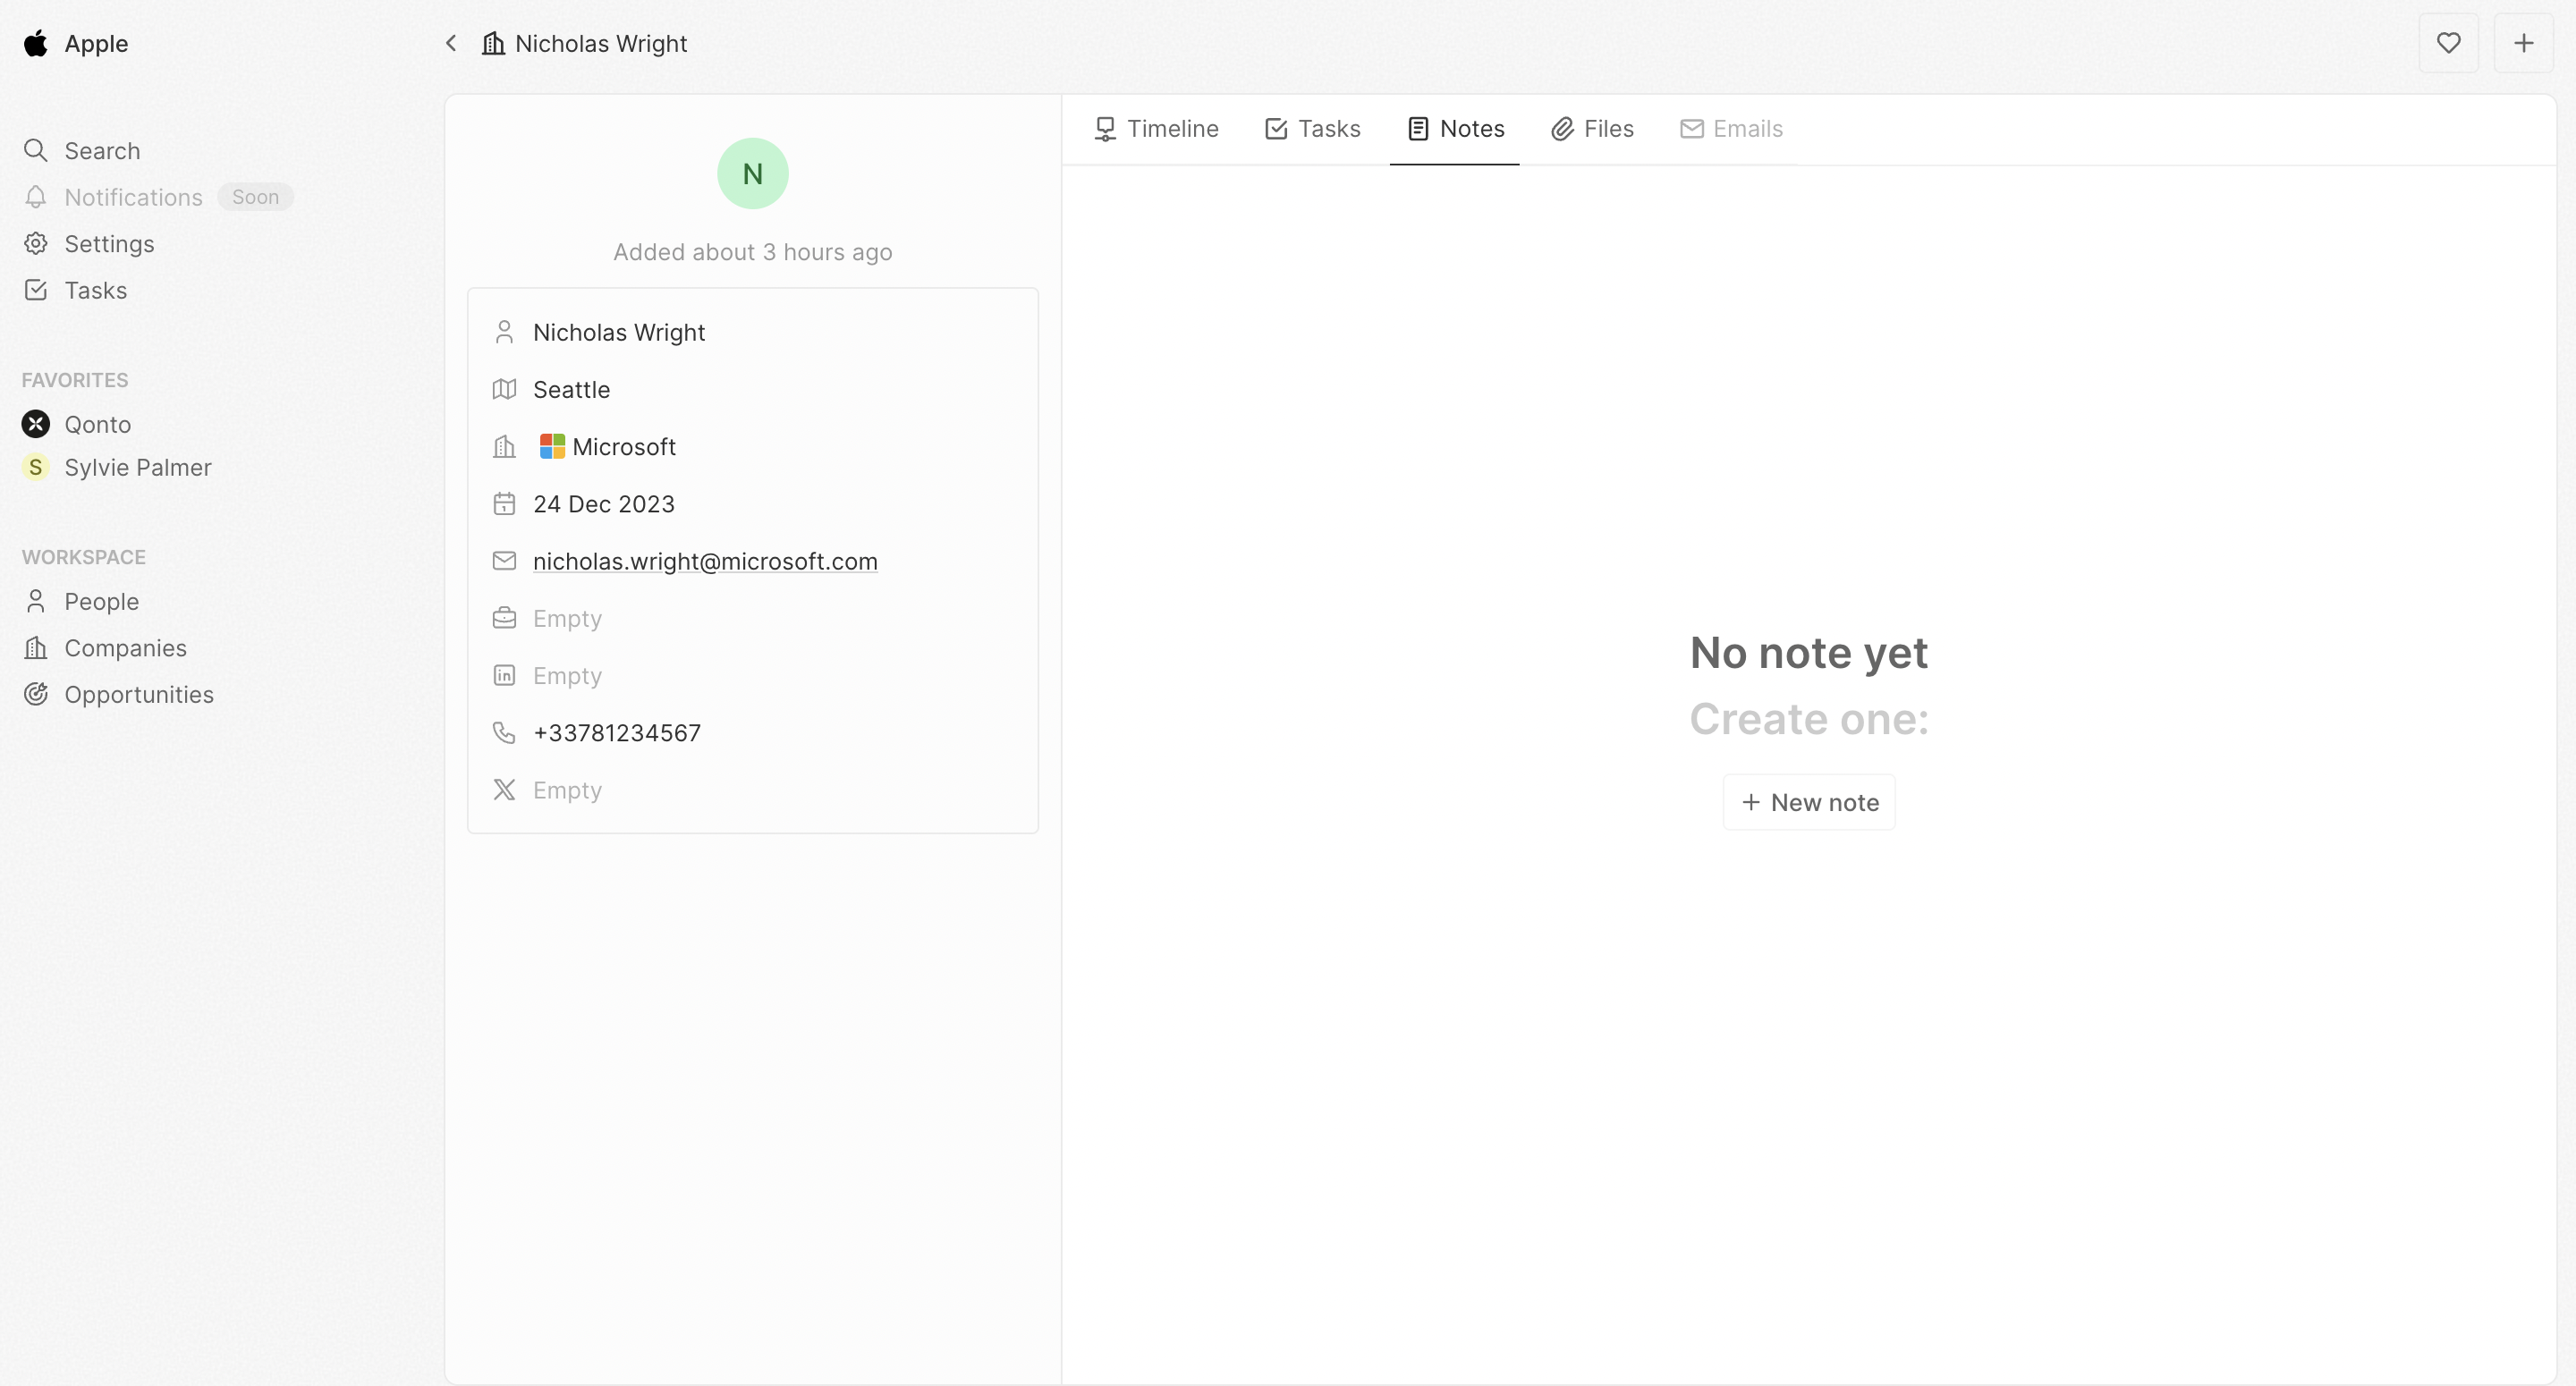 Apple
Nicholas Wright
Search
Notifications Soon
Settings
Tasks
FAVORITES
Qonto
S Sylvie Palmer
WORKSPACE
People
Companies
Opportunities
N
Added about 3 hours ago
Nicholas Wright
Seattle
Microsoft
24 Dec 2023
nicholas.wright@microsoft.com
Empty
in Empty
+33781234567
Empty
Timeline Tasks Notes Files Emails
No note yet
Create one:
+ New note